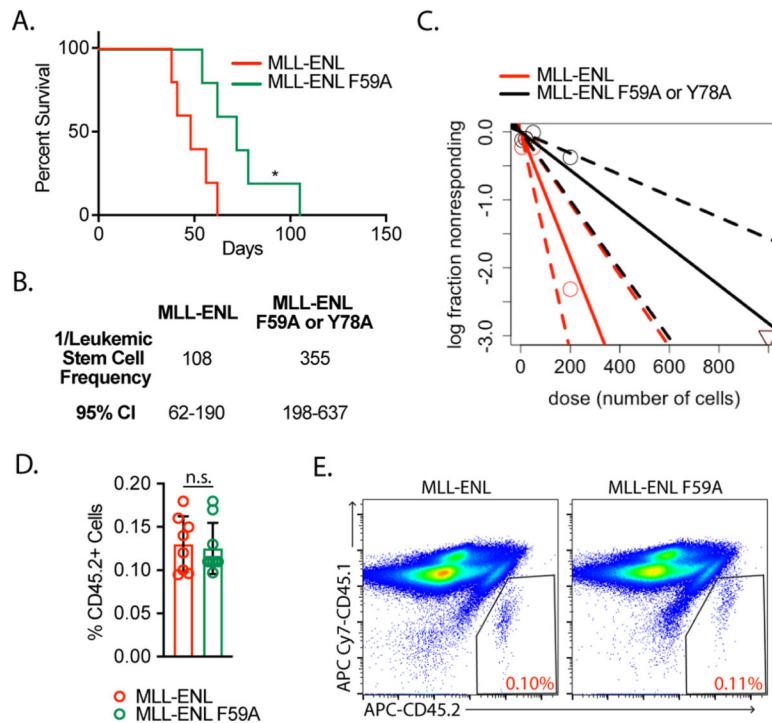 A.
Percent Survival
100
50
0
0 50 100 150
Days
MLL-ENL
MLL-ENL F59A
*
B.
MLL-ENL MLL-ENL F59A or Y78A
1/Leukemic Stem Cell Frequency 108 355
95% CI 62-190 198-637
C.
MLL-ENL
MLL-ENL F59A or Y78A
log fraction nonresponding
0.0
-1.0
-2.0
-3.0
0 200 400 600 800
dose (number of cells)
D.
n.s.
% CD45.2+ Cells
0.20
0.15
0.10
0.05
0.00
MLL-ENL
MLL-ENL F59A
E.
MLL-ENL MLL-ENL F59A
APC Cy7-CD45.1
0.10% 0.11%
APC-CD45.2